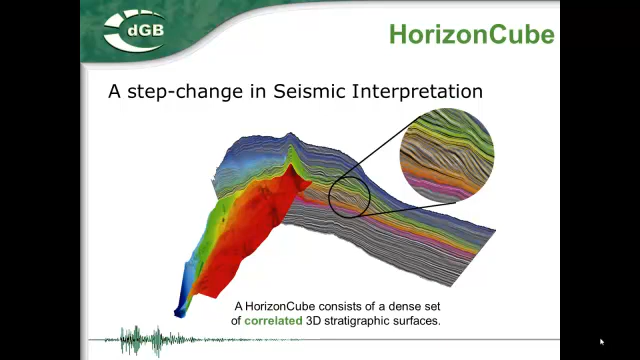 dGB
HorizonCube
A step-change in Seismic Interpretation
A HorizonCube consists of a dense set
of correlated 3D stratigraphic surfaces.